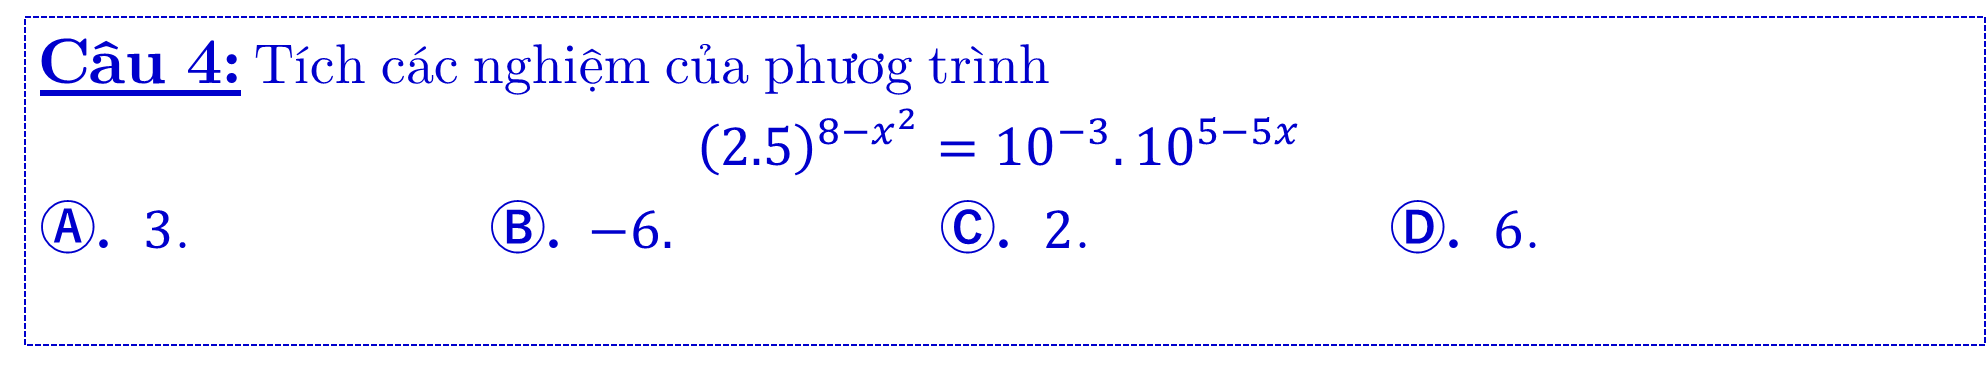 Câu 4: Tích các nghiệm của phươg trình
(2.5)^{8−x^2} = 10^{−3}.10^{5−5x}
Ⓐ. 3. Ⓑ. −6. Ⓒ. 2. Ⓓ. 6.